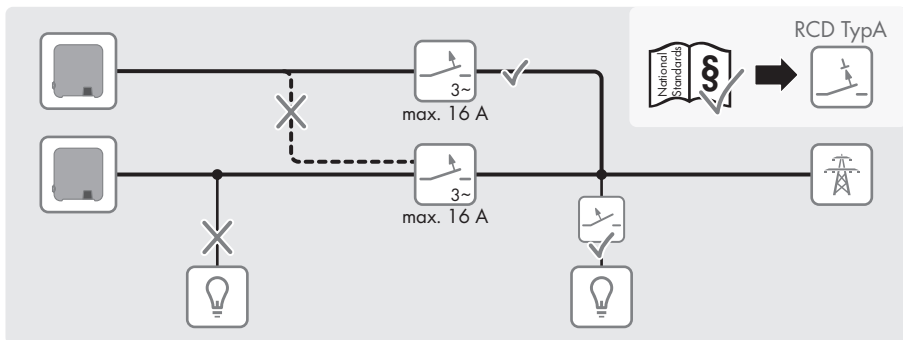 RCD TypA
National
Standards
§
3~
max. 16 A
3~
max. 16 A